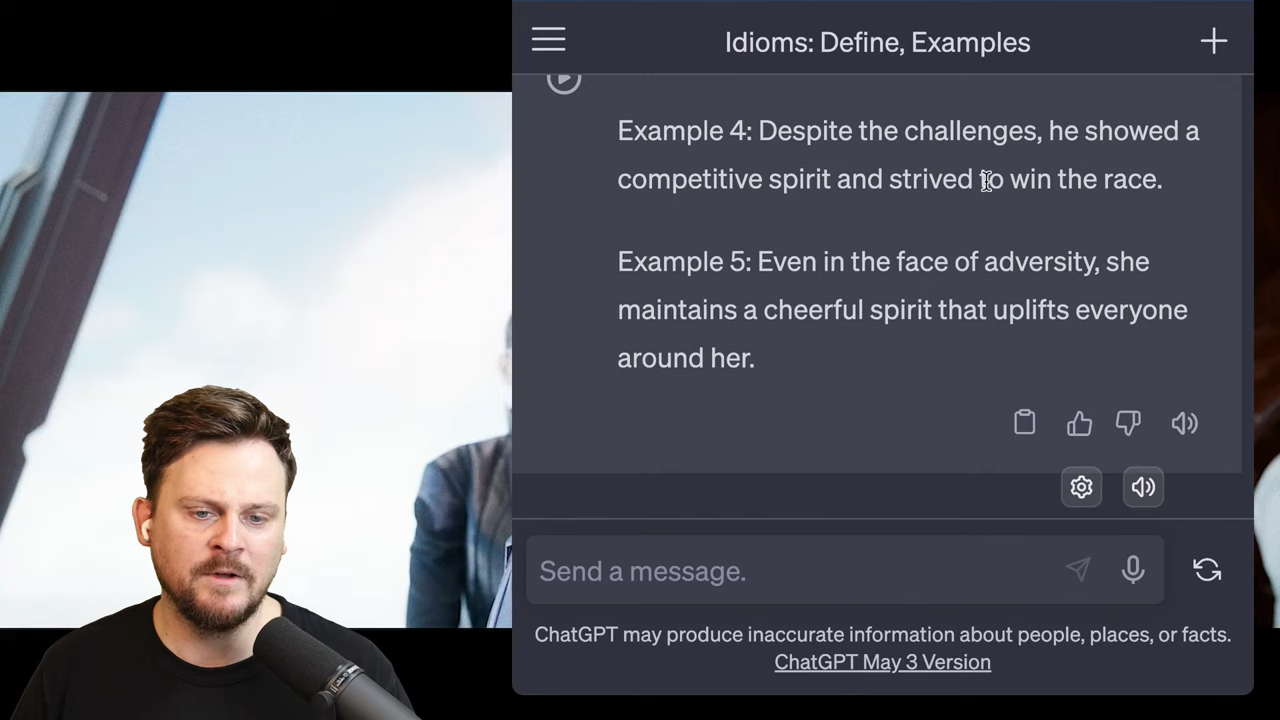 Idioms: Define, Examples
Example 4: Despite the challenges, he showed a
competitive spirit and strived to win the race.
Example 5: Even in the face of adversity, she
maintains a cheerful spirit that uplifts everyone
around her.
Send a message.
ChatGPT may produce inaccurate information about people, places, or facts.
ChatGPT May 3 Version